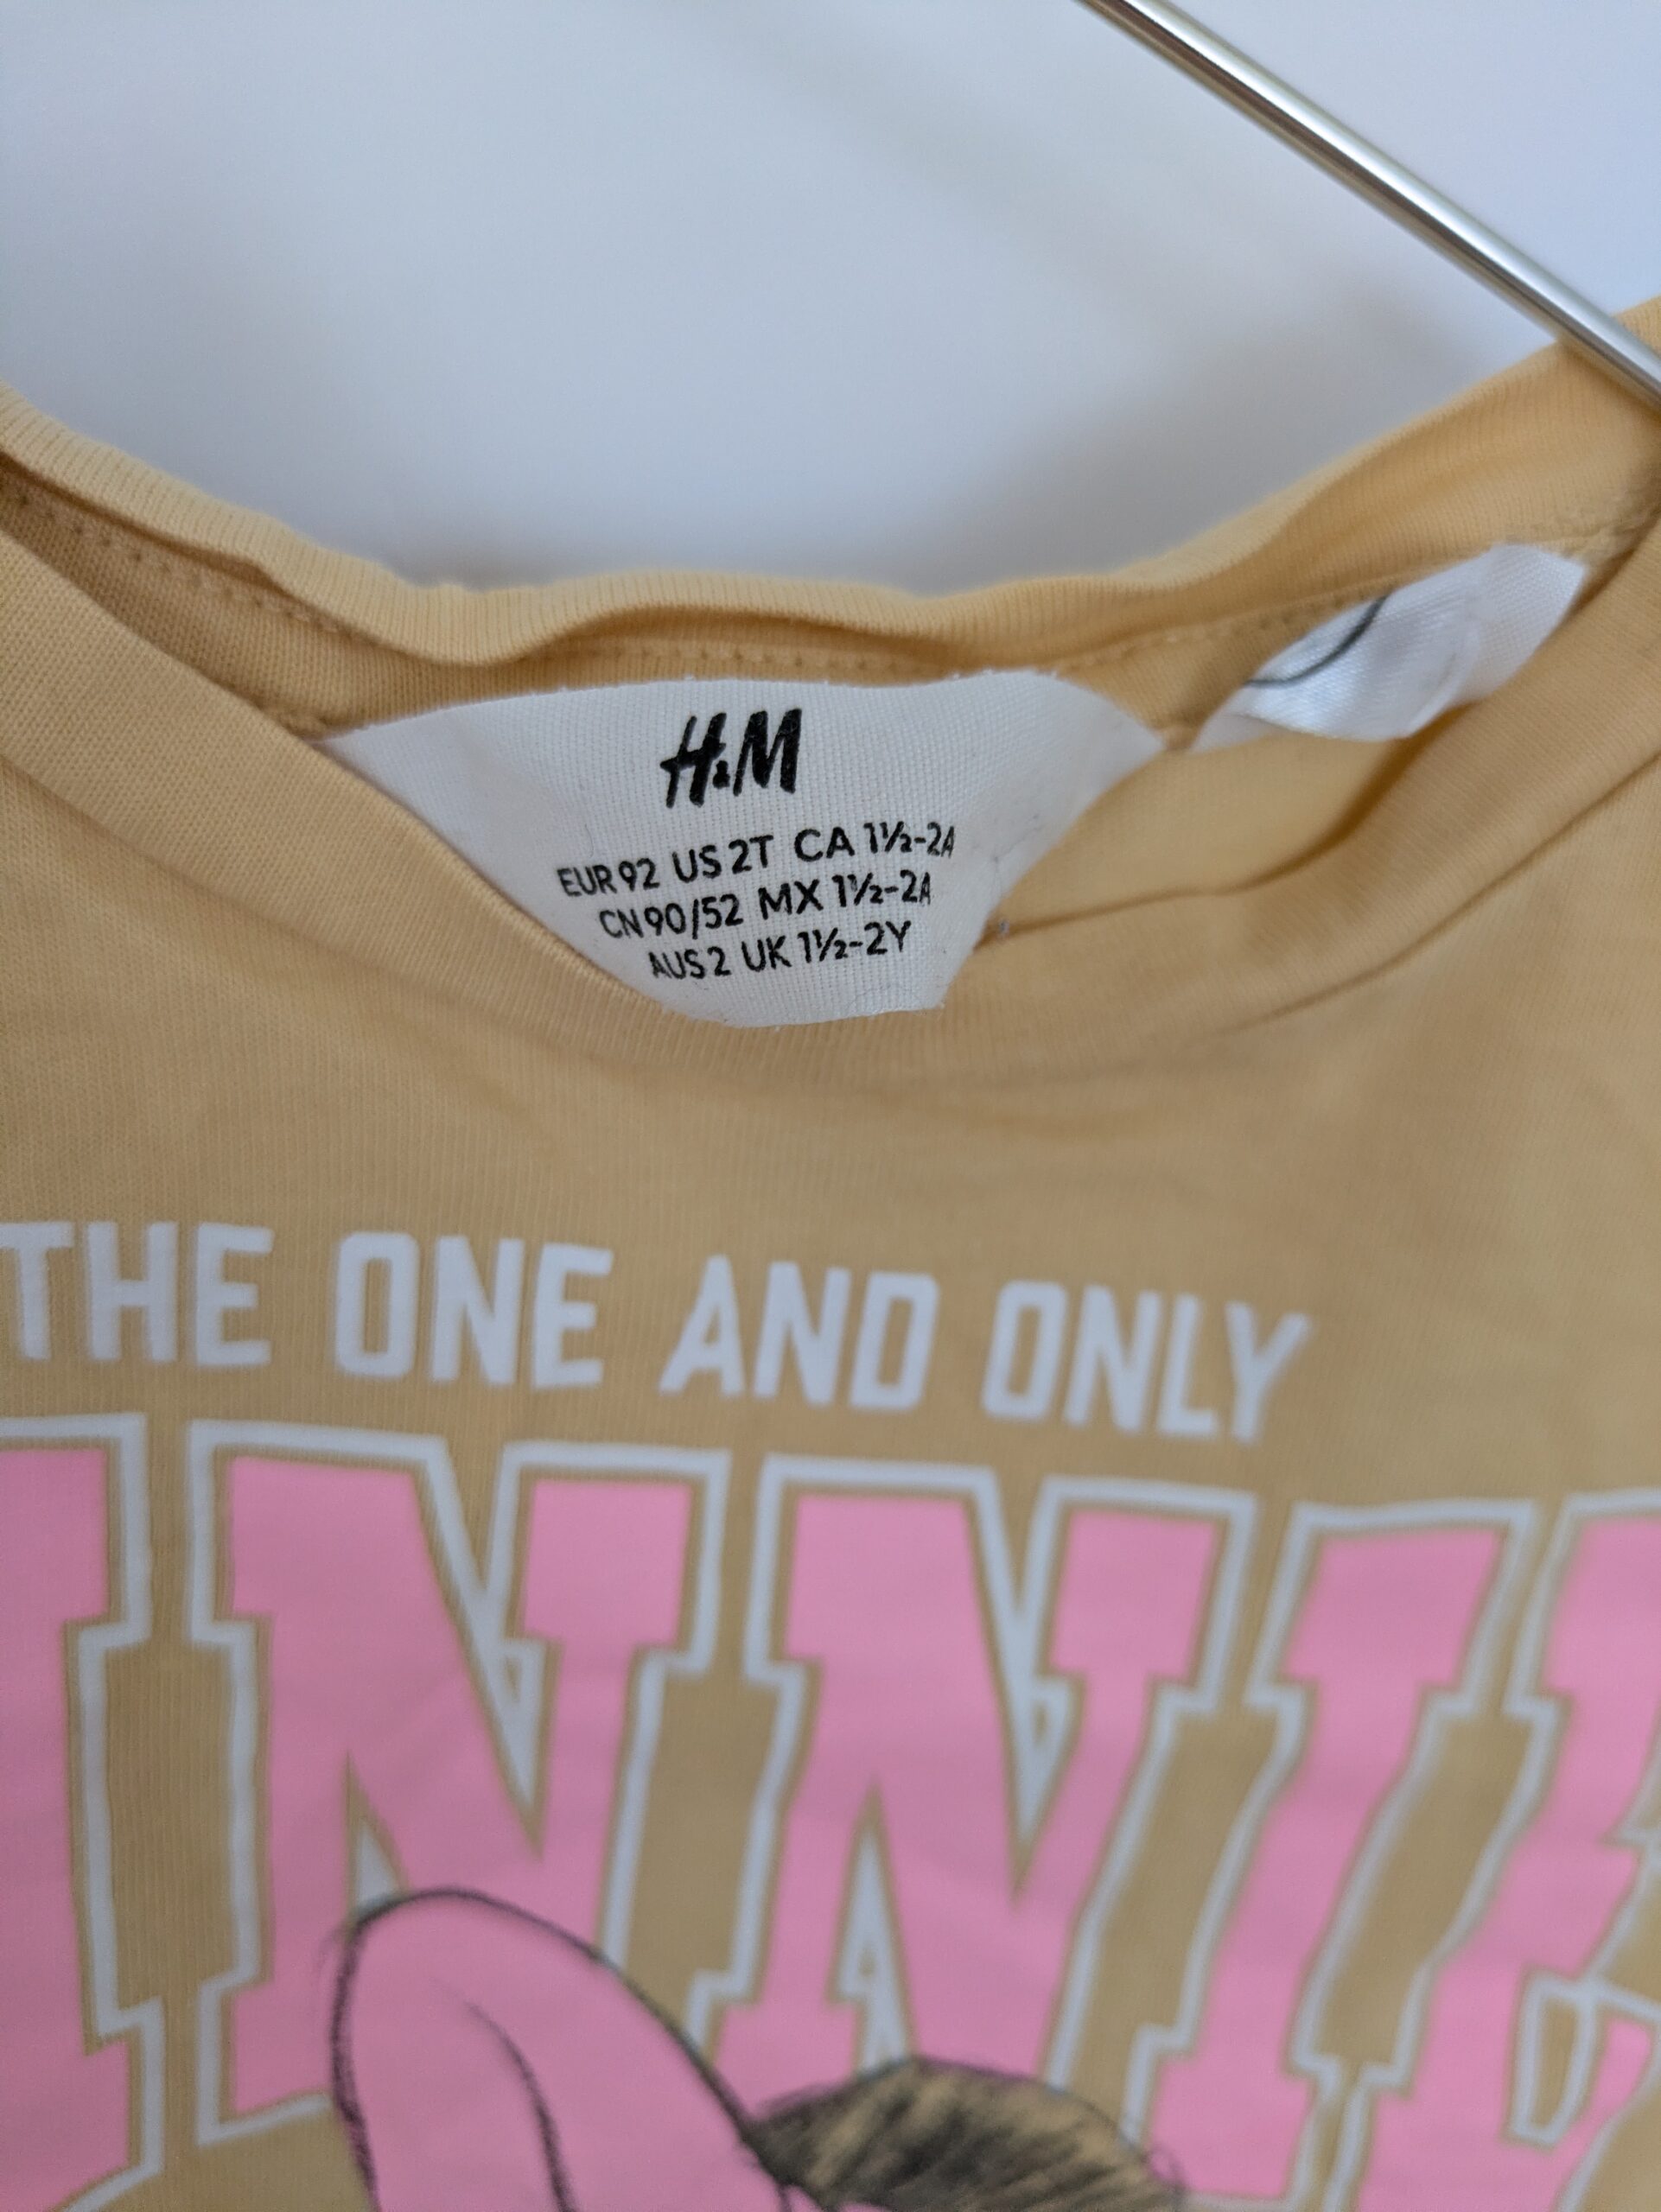 H&M
EUR 92 US 2T CA 1½-2A
CN 90/52 MX 1½-2A
AUS 2 UK 1½-2Y
THE ONE AND ONLY
INNIE